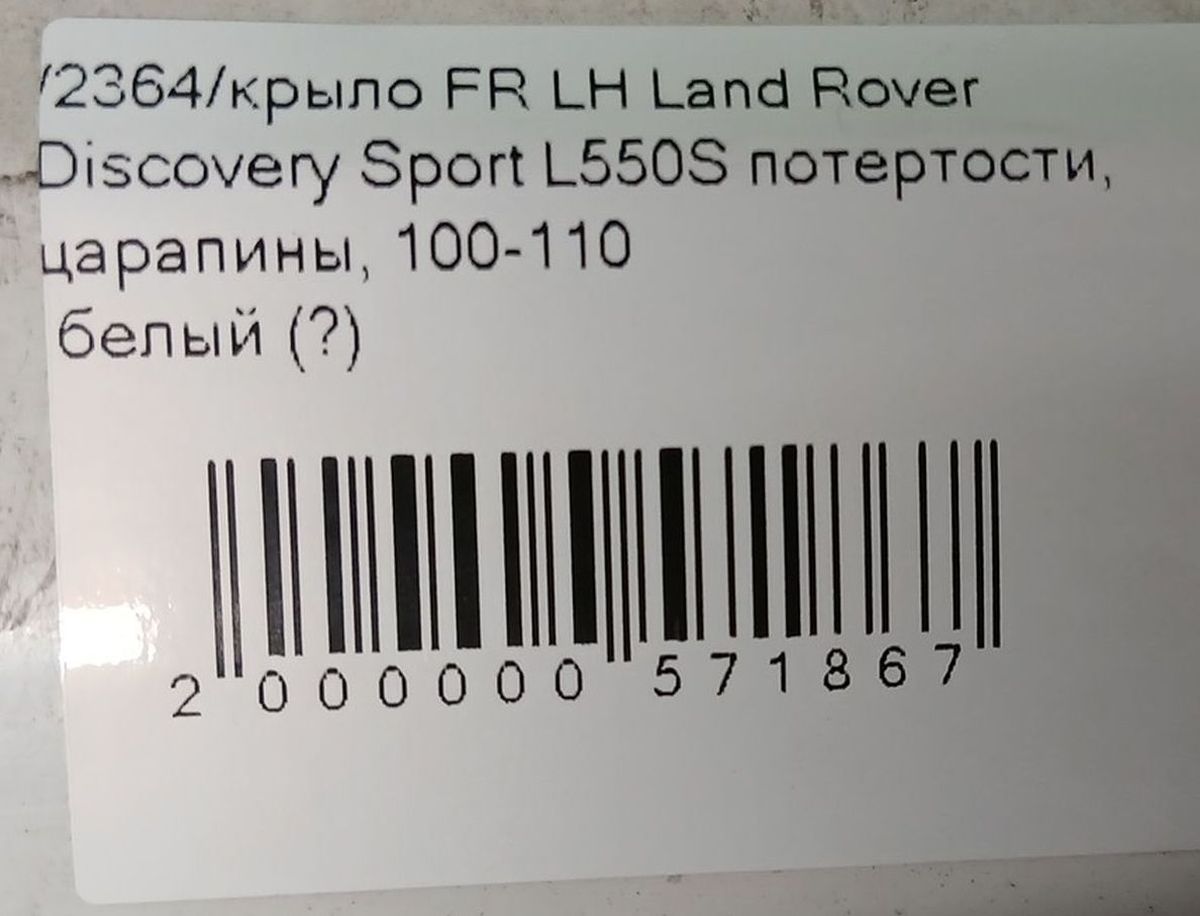 /2364/крыло FR LH Land Rover
Discovery Sport L550S потертости,
царапины, 100-110
белый (?)
2 000000 571867